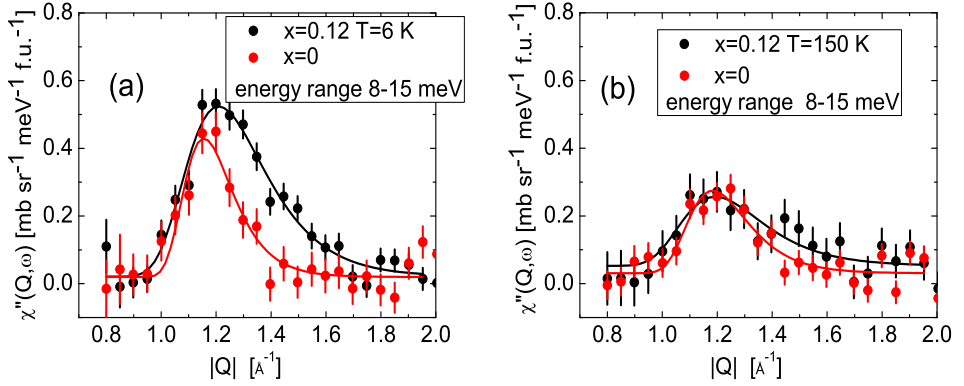 x=0.12 T=6 K
x=0
energy range 8-15 meV
(a)
χ"(Q,ω) [mb sr⁻¹ meV⁻¹ f.u.⁻¹]
0.8
0.6
0.4
0.2
0.0
0.8 1.0 1.2 1.4 1.6 1.8 2.0
|Q| [Å⁻¹]
x=0.12 T=150 K
x=0
energy range 8-15 meV
(b)
χ"(Q,ω) [mb sr⁻¹ meV⁻¹ f.u.⁻¹]
0.8
0.6
0.4
0.2
0.0
0.8 1.0 1.2 1.4 1.6 1.8 2.0
|Q| [Å⁻¹]